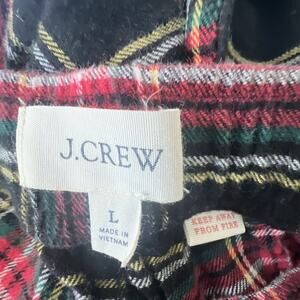 J.CREW
L
MADE IN
VIETNAM
KEEP AWAY
FROM FIRE